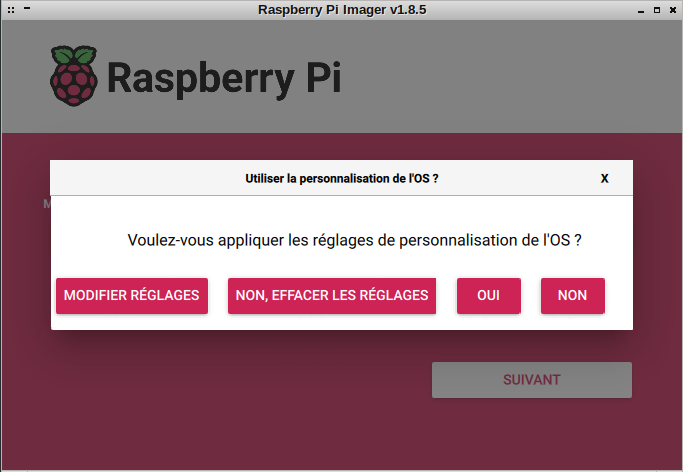 Raspberry Pi Imager v1.8.5
Raspberry Pi
Utiliser la personnalisation de l'OS ?
X
M
Voulez-vous appliquer les réglages de personnalisation de l'OS ?
MODIFIER RÉGLAGES
NON, EFFACER LES RÉGLAGES
OUI
NON
SUIVANT